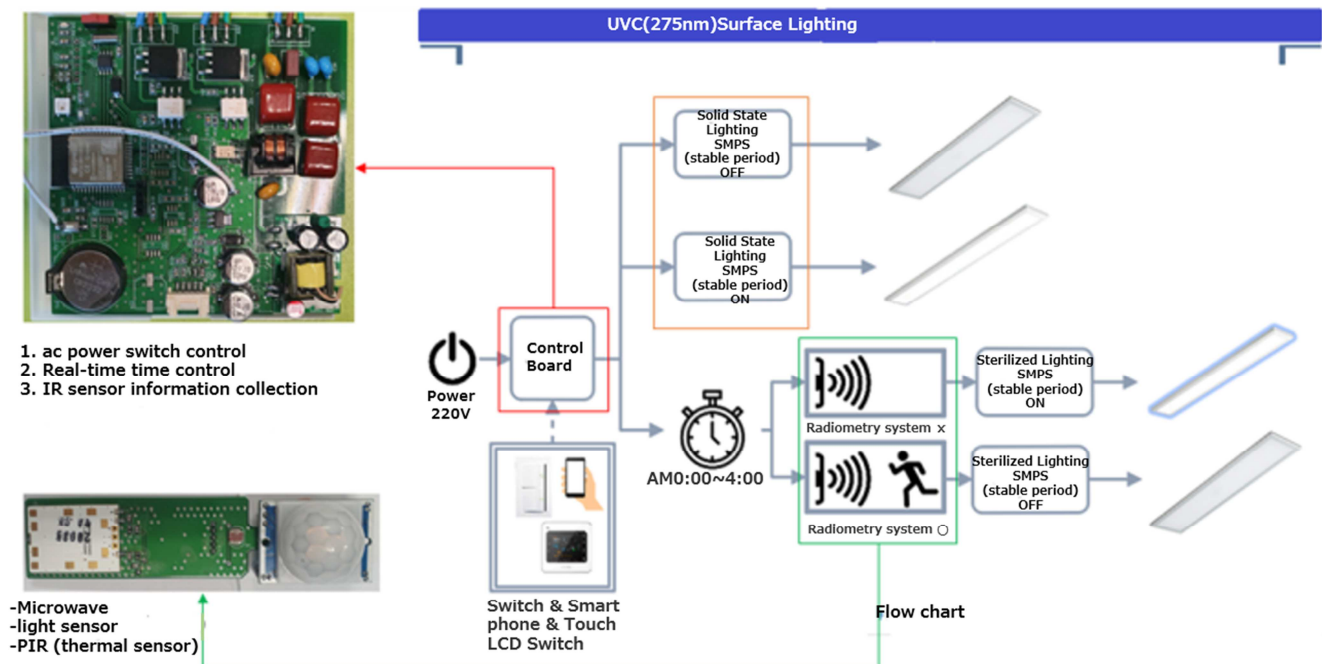 UVC(275nm)Surface Lighting
Solid State
Lighting
SMPS
(stable period)
OFF
Solid State
Lighting
SMPS
(stable period)
ON
1. ac power switch control
2. Real-time time control
3. IR sensor information collection
Power
220V
Control
Board
AM0:00~4:00
Radiometry system x
Radiometry system ○
Sterilized Lighting
SMPS
(stable period)
ON
Sterilized Lighting
SMPS
(stable period)
OFF
-Microwave
-light sensor
-PIR (thermal sensor)
Switch & Smart
phone & Touch
LCD Switch
Flow chart